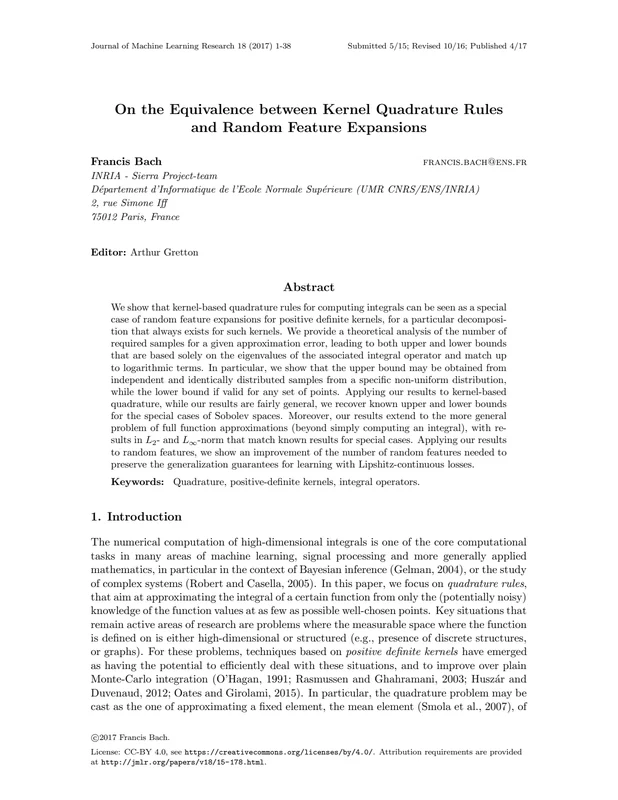 Journal of Machine Learning Research 18 (2017) 1-38 Submitted 5/15; Revised 10/16; Published 4/17
On the Equivalence between Kernel Quadrature Rules
and Random Feature Expansions
Francis Bach francis.bach@ens.fr
INRIA - Sierra Project-team
Département d'Informatique de l'Ecole Normale Supérieure (UMR CNRS/ENS/INRIA)
2, rue Simone Iff
75012 Paris, France
Editor: Arthur Gretton
Abstract
We show that kernel-based quadrature rules for computing integrals can be seen as a special
case of random feature expansions for positive definite kernels, for a particular decomposi-
tion that always exists for such kernels. We provide a theoretical analysis of the number of
required samples for a given approximation error, leading to both upper and lower bounds
that are based solely on the eigenvalues of the associated integral operator and match up
to logarithmic terms. In particular, we show that the upper bound may be obtained from
independent and identically distributed samples from a specific non-uniform distribution,
while the lower bound if valid for any set of points. Applying our results to kernel-based
quadrature, while our results are fairly general, we recover known upper and lower bounds
for the special cases of Sobolev spaces. Moreover, our results extend to the more general
problem of full function approximations (beyond simply computing an integral), with re-
sults in L₂- and L∞-norm that match known results for special cases. Applying our results
to random features, we show an improvement of the number of random features needed to
preserve the generalization guarantees for learning with Lipshitz-continuous losses.
Keywords: Quadrature, positive-definite kernels, integral operators.
1. Introduction
The numerical computation of high-dimensional integrals is one of the core computational
tasks in many areas of machine learning, signal processing and more generally applied
mathematics, in particular in the context of Bayesian inference (Gelman, 2004), or the study
of complex systems (Robert and Casella, 2005). In this paper, we focus on quadrature rules,
that aim at approximating the integral of a certain function from only the (potentially noisy)
knowledge of the function values at as few as possible well-chosen points. Key situations that
remain active areas of research are problems where the measurable space where the function
is defined on is either high-dimensional or structured (e.g., presence of discrete structures,
or graphs). For these problems, techniques based on positive definite kernels have emerged
as having the potential to efficiently deal with these situations, and to improve over plain
Monte-Carlo integration (O'Hagan, 1991; Rasmussen and Ghahramani, 2003; Huszár and
Duvenaud, 2012; Oates and Girolami, 2015). In particular, the quadrature problem may be
cast as the one of approximating a fixed element, the mean element (Smola et al., 2007), of
©2017 Francis Bach.
License: CC-BY 4.0, see https://creativecommons.org/licenses/by/4.0/. Attribution requirements are provided
at http://jmlr.org/papers/v18/15-178.html.